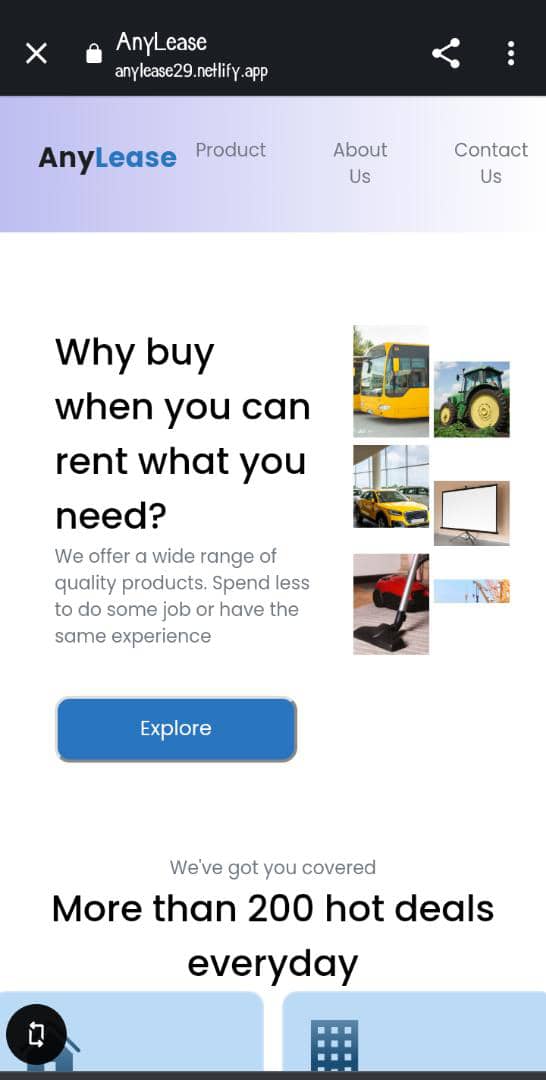 AnyLease
anylease29.netlify.app
AnyLease
Product
About
Us
Contact
Us
Why buy
when you can
rent what you
need?
We offer a wide range of
quality products. Spend less
to do some job or have the
same experience
Explore
We've got you covered
More than 200 hot deals
everyday